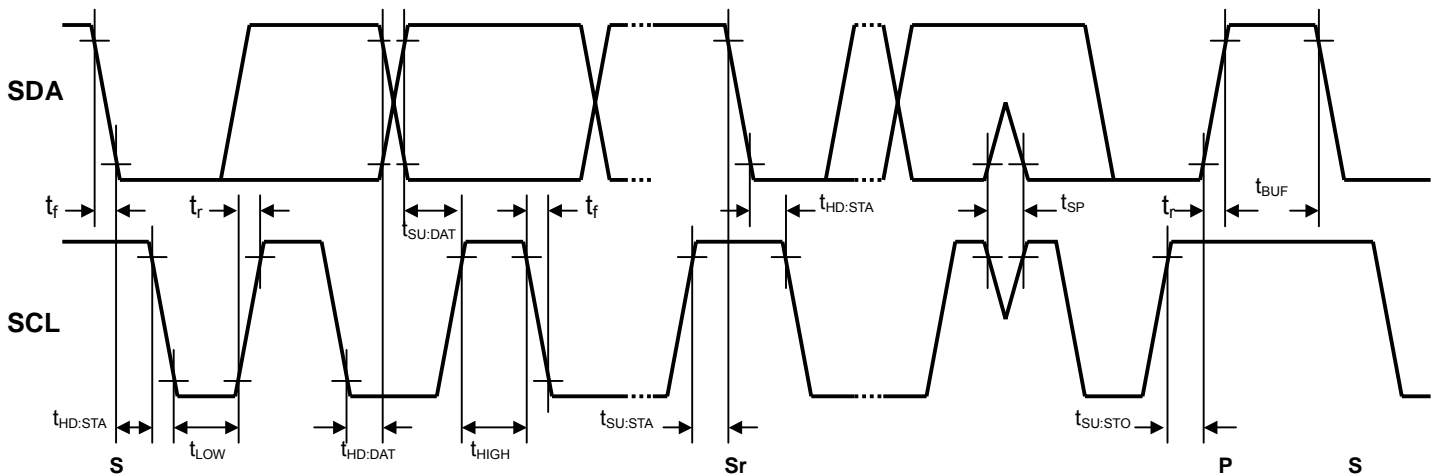 SDA
t_f t_r t_SU:DAT t_f t_HD:STA t_SP t_r t_BUF
SCL
t_HD:STA t_LOW t_HD:DAT t_HIGH t_SU:STA t_SU:STO
S Sr P S